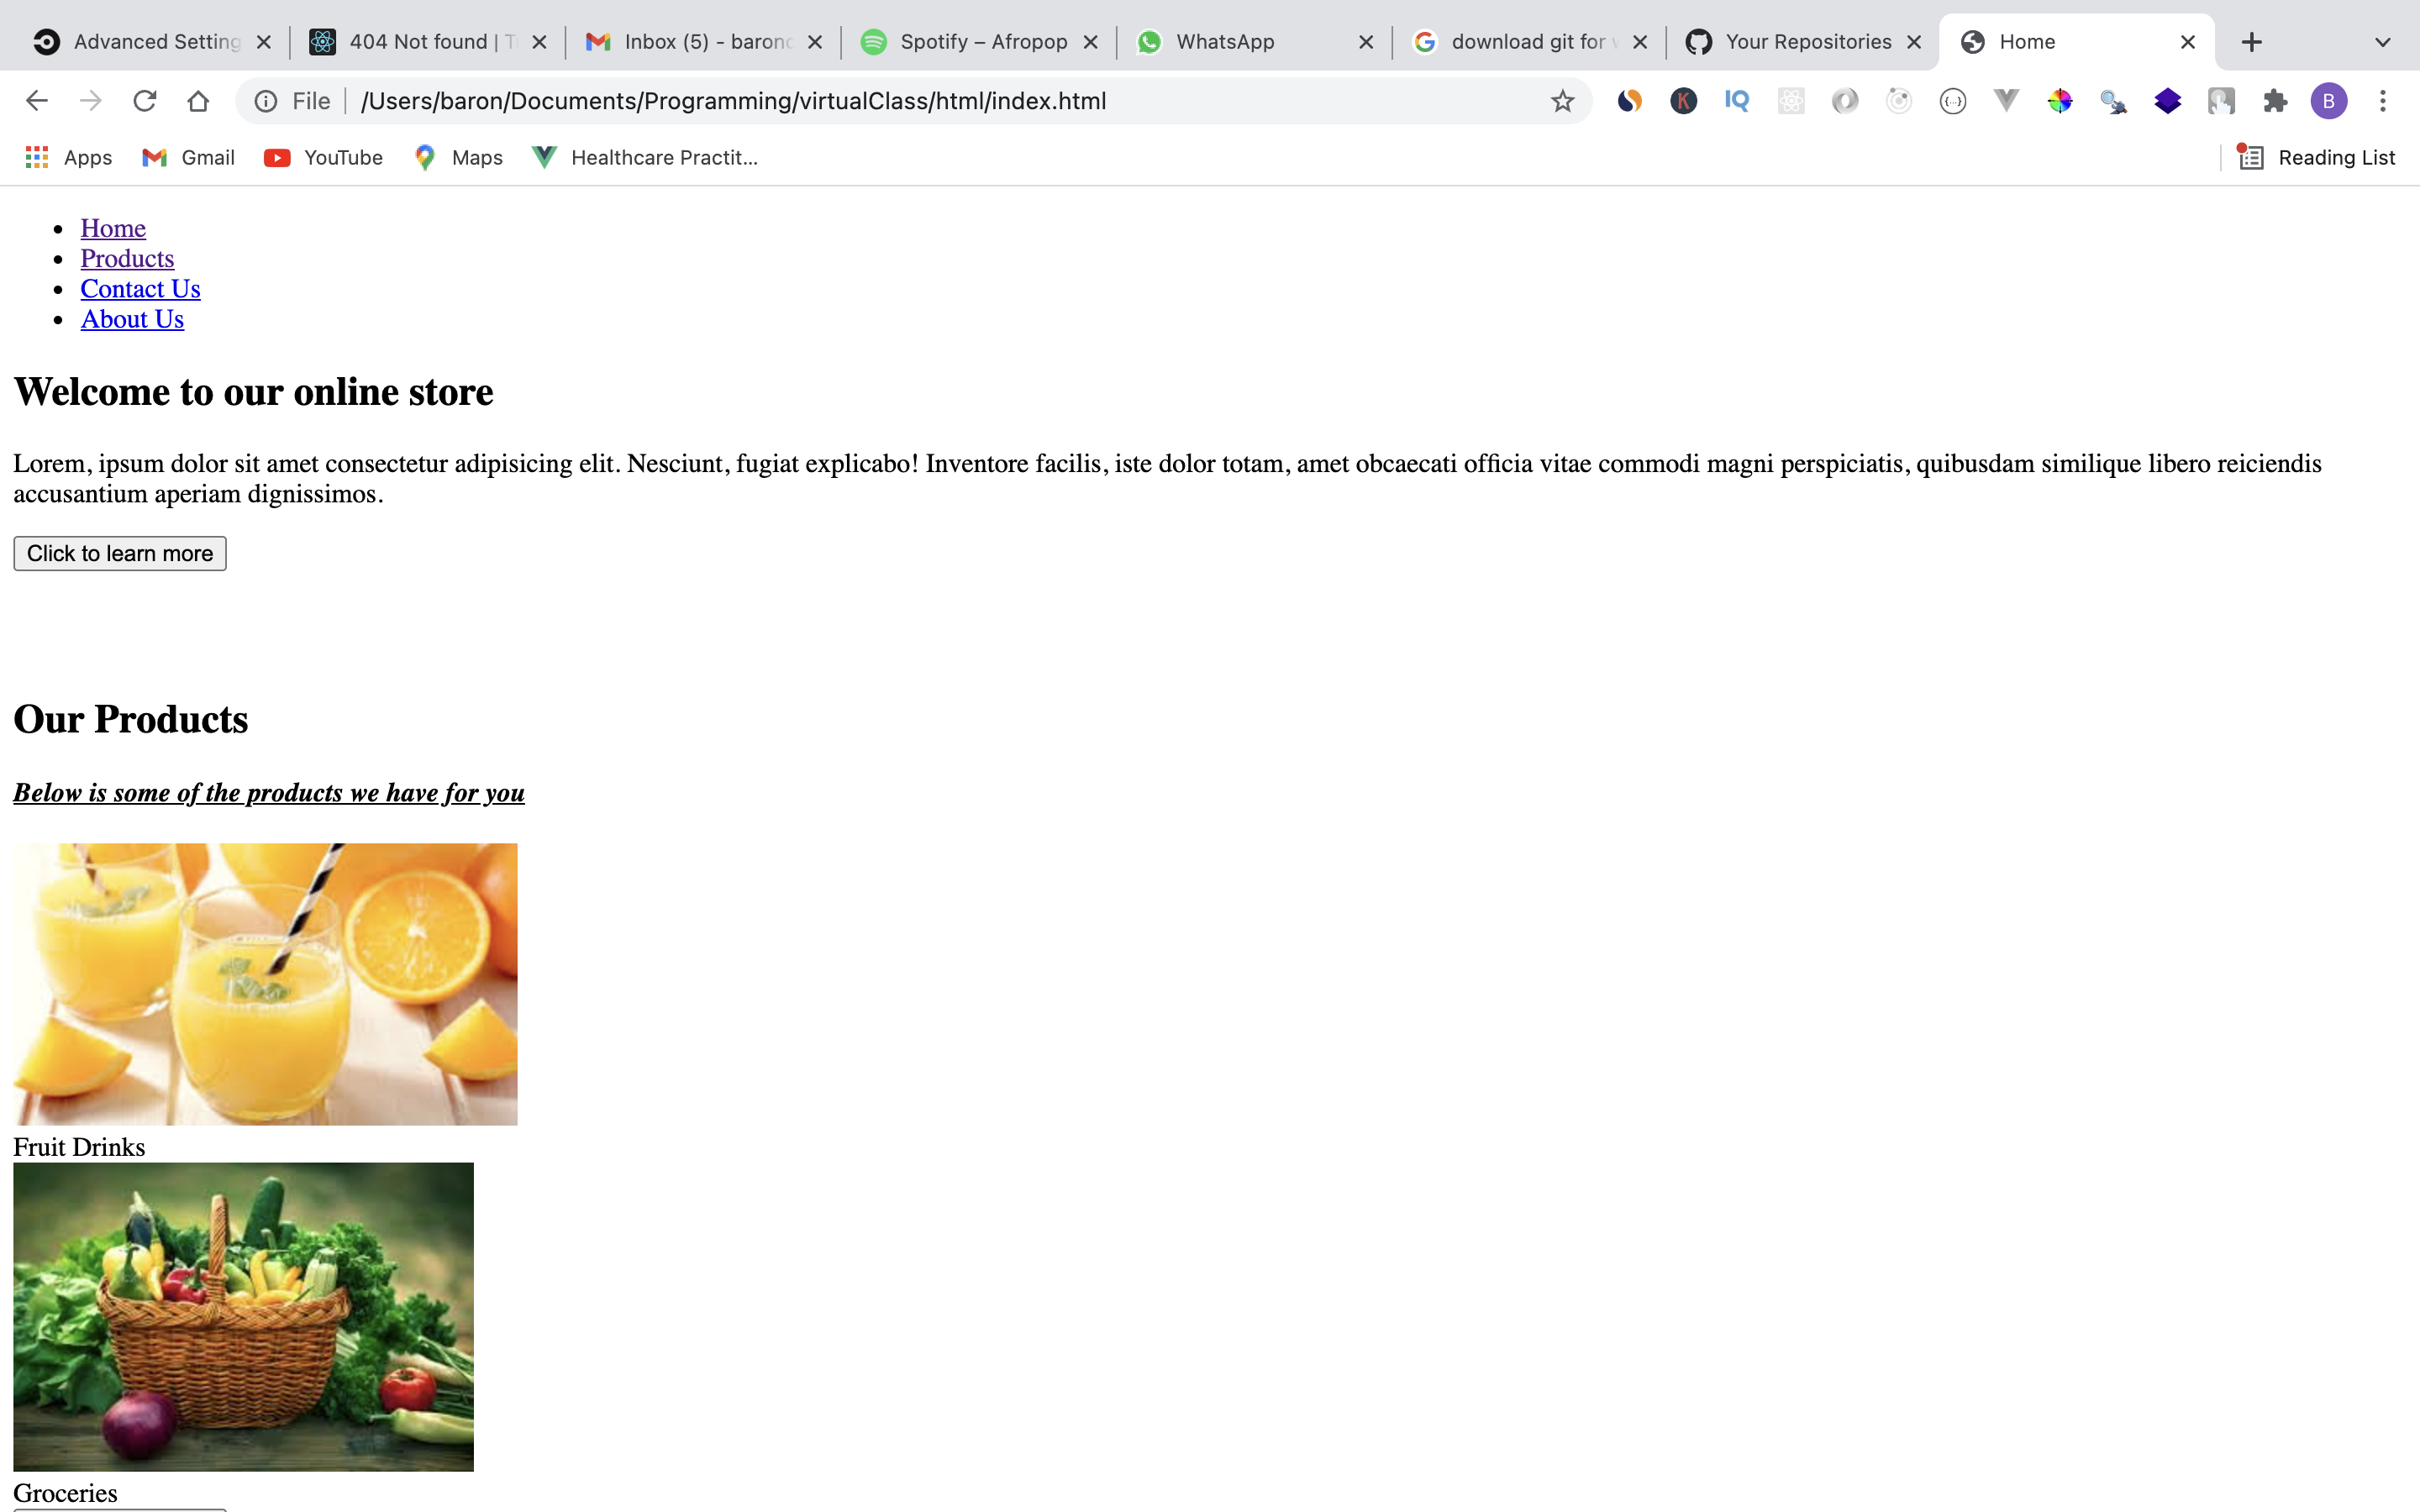 Advanced Setting
404 Not found | T
Inbox (5) - baronc
Spotify – Afropop
WhatsApp
download git for
Your Repositories
Home
File
/Users/baron/Documents/Programming/virtualClass/html/index.html
K
IQ
B
Apps
Gmail
YouTube
Maps
Healthcare Practit...
Reading List
Home
Products
Contact Us
About Us
Welcome to our online store
Lorem, ipsum dolor sit amet consectetur adipisicing elit. Nesciunt, fugiat explicabo! Inventore facilis, iste dolor totam, amet obcaecati officia vitae commodi magni perspiciatis, quibusdam similique libero reiciendis
accusantium aperiam dignissimos.
Click to learn more
Our Products
Below is some of the products we have for you
Fruit Drinks
Groceries